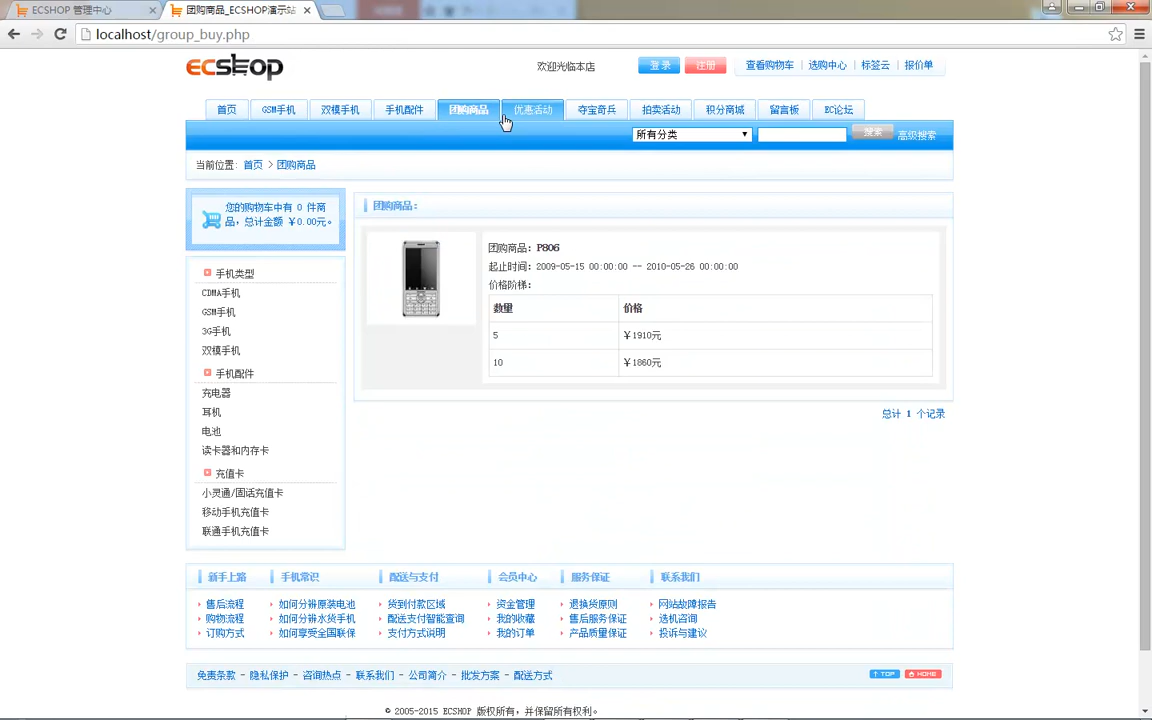 ECSHOP 管理中心
团购商品_ECSHOP演示站
localhost/group_buy.php
ECSHOP
欢迎光临本店
登录 注册 查看购物车 选购中心 标签云 报价单
首页 GSM手机 双模手机 手机配件 团购商品 优惠活动 夺宝奇兵 拍卖活动 积分商城 留言板 EC论坛
所有分类 搜索 高级搜索
当前位置: 首页 > 团购商品
您的购物车中有 0 件商
品，总计金额 ￥0.00元。
手机类型
CDMA手机
GSM手机
3G手机
双模手机
手机配件
充电器
耳机
电池
读卡器和内存卡
充值卡
小灵通/固话充值卡
移动手机充值卡
联通手机充值卡
团购商品:
团购商品: P806
起止时间: 2009-05-15 00:00:00 -- 2010-05-26 00:00:00
价格阶梯:
数量 价格
5 ￥1910元
10 ￥1860元
总计 1 个记录
新手上路 手机常识 配送与支付 会员中心 服务保证 联系我们
售后流程 如何分辨原装电池 货到付款区域 资金管理 退换货原则 网站故障报告
购物流程 如何分辨水货手机 配送支付智能查询 我的收藏 售后服务保证 选机咨询
订购方式 如何享受全国联保 支付方式说明 我的订单 产品质量保证 投诉与建议
免责条款 - 隐私保护 - 咨询热点 - 联系我们 - 公司简介 - 批发方案 - 配送方式
TOP HOME
© 2005-2015 ECSHOP 版权所有，并保留所有权利。